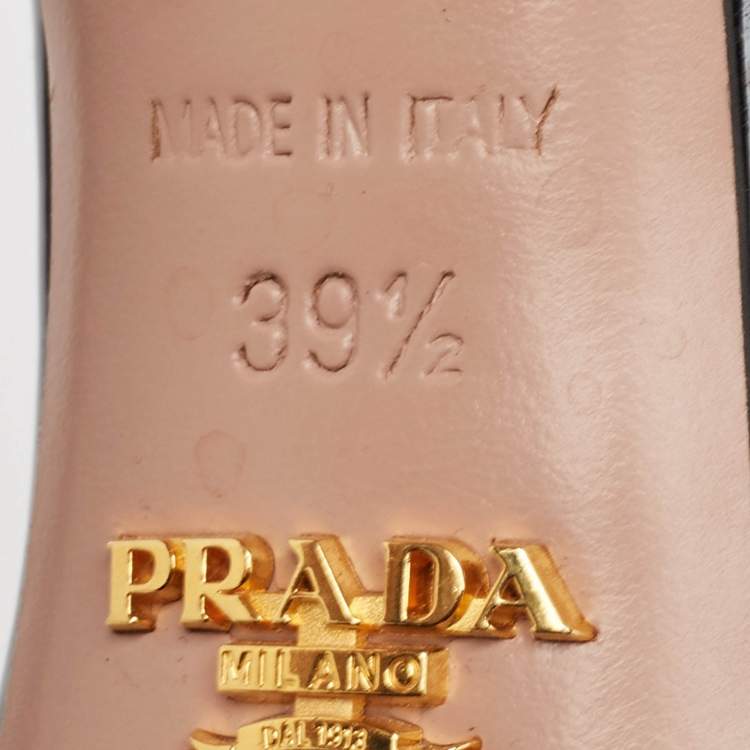 MADE IN ITALY
39½
PRADA
MILANO
DAL 1913